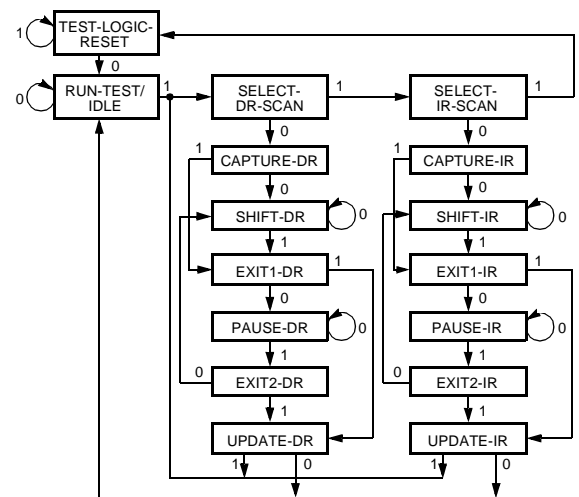 TEST-LOGIC-
RESET
1
0
RUN-TEST/
IDLE
0
1
SELECT-
DR-SCAN
1
SELECT-
IR-SCAN
1
0
0
1
CAPTURE-DR
1
CAPTURE-IR
0
0
SHIFT-DR
0
SHIFT-IR
0
1
1
EXIT1-DR
1
EXIT1-IR
1
0
0
PAUSE-DR
0
PAUSE-IR
0
1
1
0
EXIT2-DR
0
EXIT2-IR
1
1
UPDATE-DR
UPDATE-IR
1
0
1
0